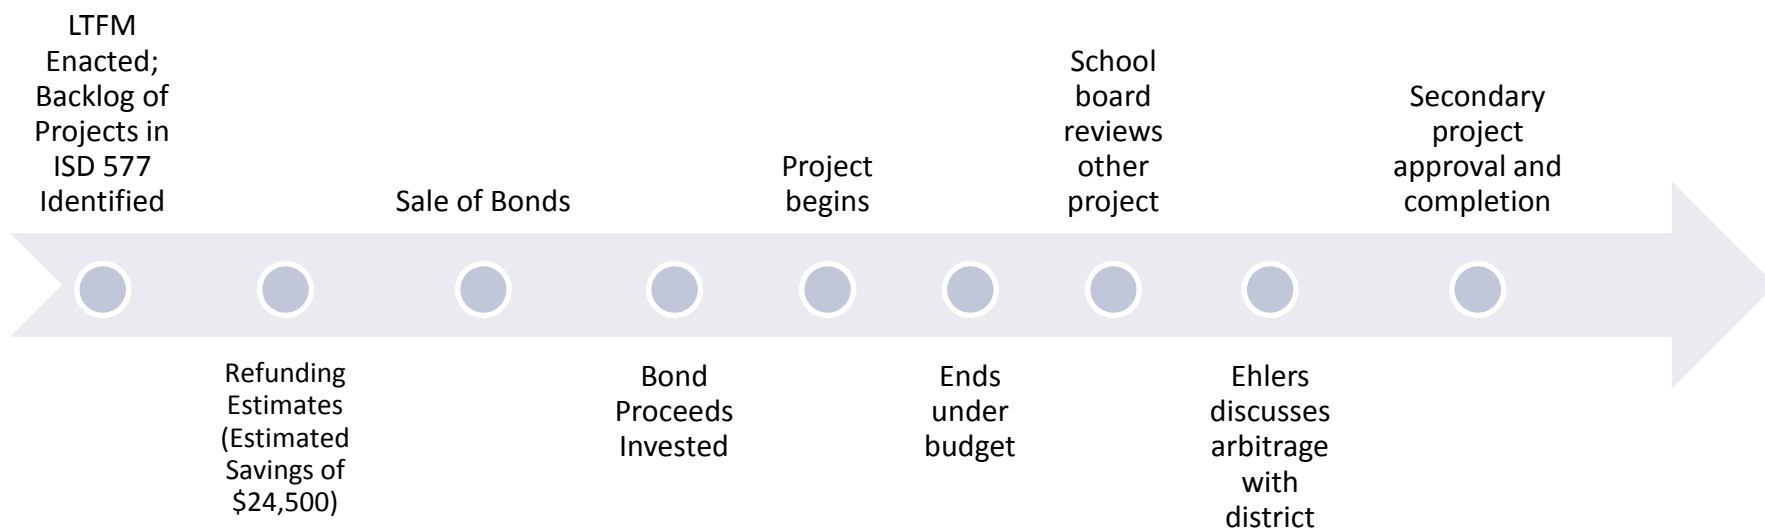 LTFM
Enacted;
Backlog of
Projects in
ISD 577
Identified
Refunding
Estimates
(Estimated
Savings of
$24,500)
Sale of Bonds
Bond
Proceeds
Invested
Project
begins
Ends
under
budget
School
board
reviews
other
project
Ehlers
discusses
arbitrage
with
district
Secondary
project
approval and
completion